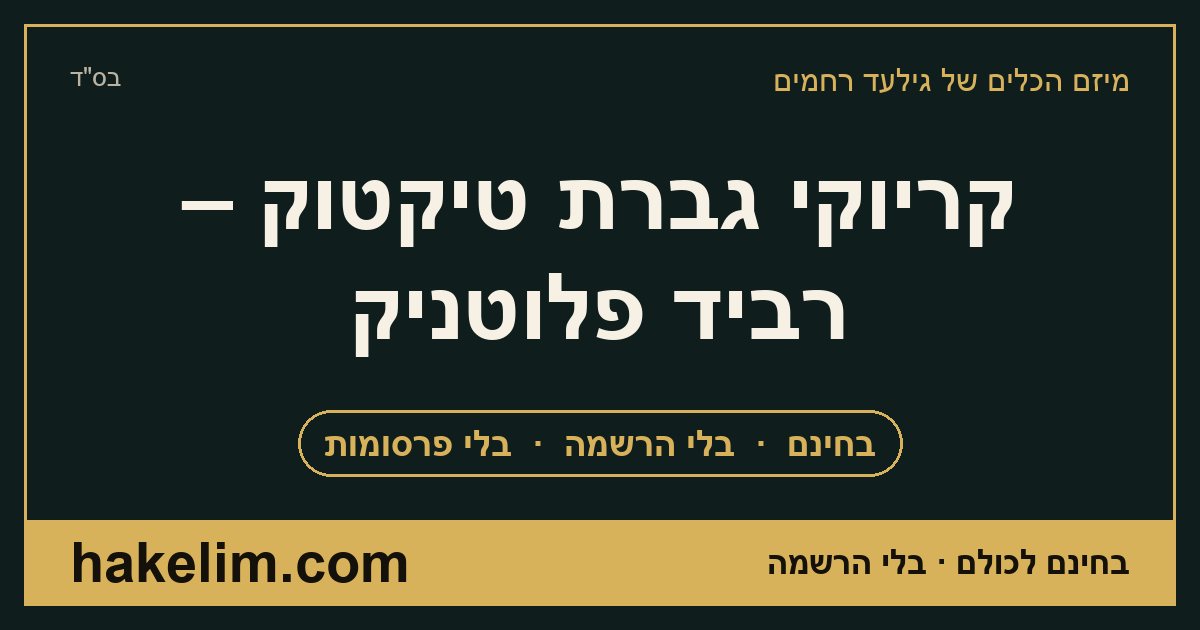 מיזם הכלים של גילעד רחמים
בס"ד
קריוקי גברת טיקטוק –
רביד פלוטניק
בחינם · בלי הרשמה · בלי פרסומות
בחינם לכולם · בלי הרשמה
hakelim.com